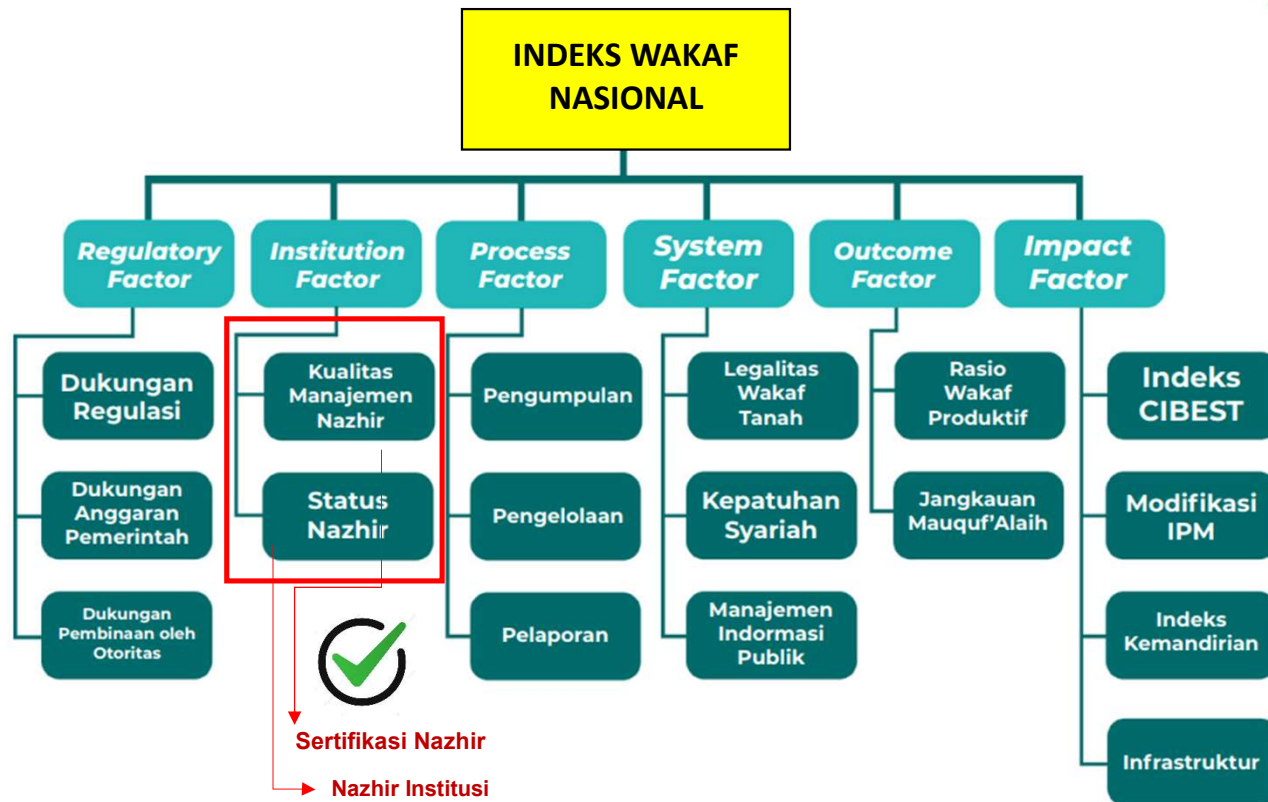 INDEKS WAKAF
NASIONAL
Regulatory
Factor
Institution
Factor
Process
Factor
System
Factor
Outcome
Factor
Impact
Factor
Dukungan
Regulasi
Dukungan
Anggaran
Pemerintah
Dukungan
Pembinaan oleh
Otoritas
Kualitas
Manajemen
Nazhir
Status
Nazhir
Pengumpulan
Pengelolaan
Pelaporan
Legalitas
Wakaf
Tanah
Kepatuhan
Syariah
Manajemen
Indormasi
Publik
Rasio
Wakaf
Produktif
Jangkauan
Mauquf’Alaih
Indeks
CIBEST
Modifikasi
IPM
Indeks
Kemandirian
Infrastruktur
Sertifikasi Nazhir
Nazhir Institusi